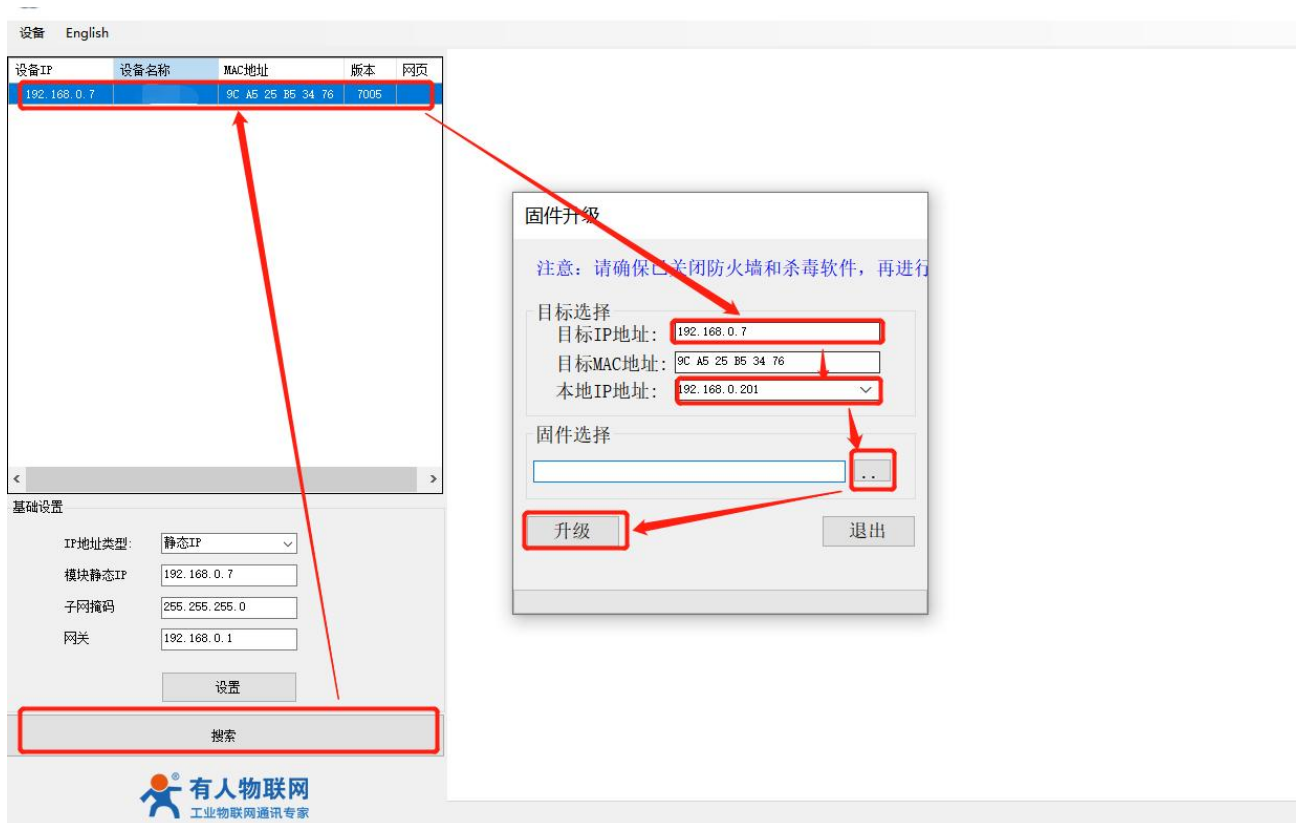 设备 English
设备IP 设备名称 MAC地址 版本 网页
192.168.0.7 9C A5 25 B5 34 76 7005
固件升级
注意：请确保已关闭防火墙和杀毒软件，再进行
目标选择
目标IP地址： 192.168.0.7
目标MAC地址： 9C A5 25 B5 34 76
本地IP地址： 192.168.0.201
固件选择
..
升级 退出
基础设置
IP地址类型: 静态IP
模块静态IP 192.168.0.7
子网掩码 255.255.255.0
网关 192.168.0.1
设置
搜索
有人物联网®
工业物联网通讯专家